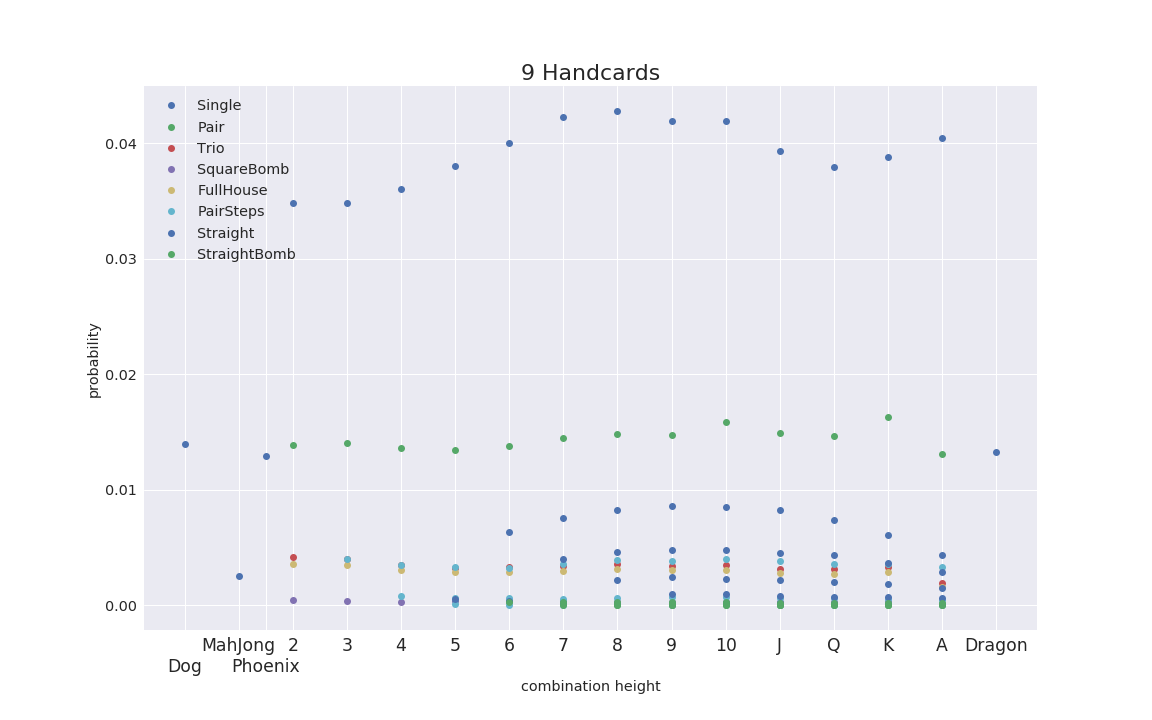 9 Handcards
Single
Pair
Trio
SquareBomb
FullHouse
PairSteps
Straight
StraightBomb
0.04
0.03
0.02
0.01
0.00
probability
MahJong 2 3 4 5 6 7 8 9 10 J Q K A Dragon
Dog Phoenix
combination height